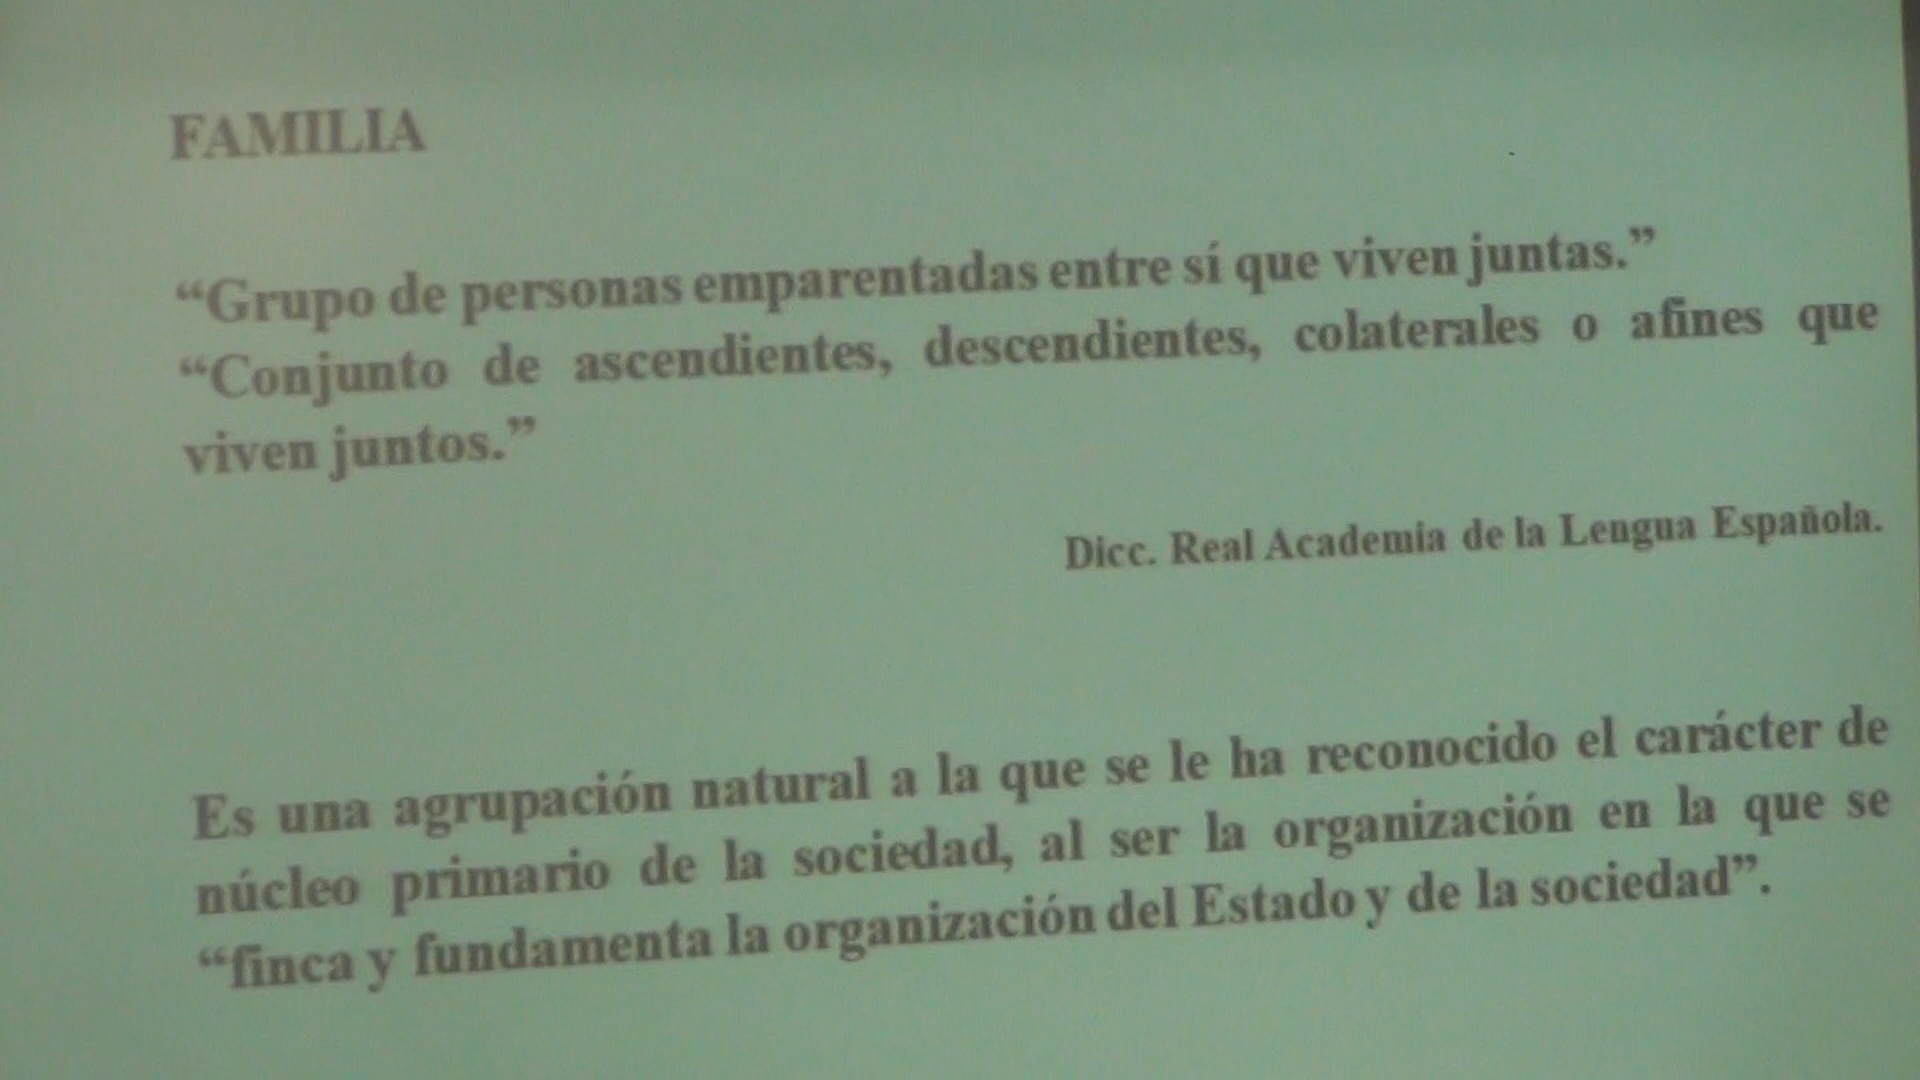 FAMILIA
“Grupo de personas emparentadas entre sí que viven juntas.”
“Conjunto de ascendientes, descendientes, colaterales o afines que
viven juntos.”
Dicc. Real Academia de la Lengua Española.
Es una agrupación natural a la que se le ha reconocido el carácter de
núcleo primario de la sociedad, al ser la organización en la que se
“finca y fundamenta la organización del Estado y de la sociedad”.